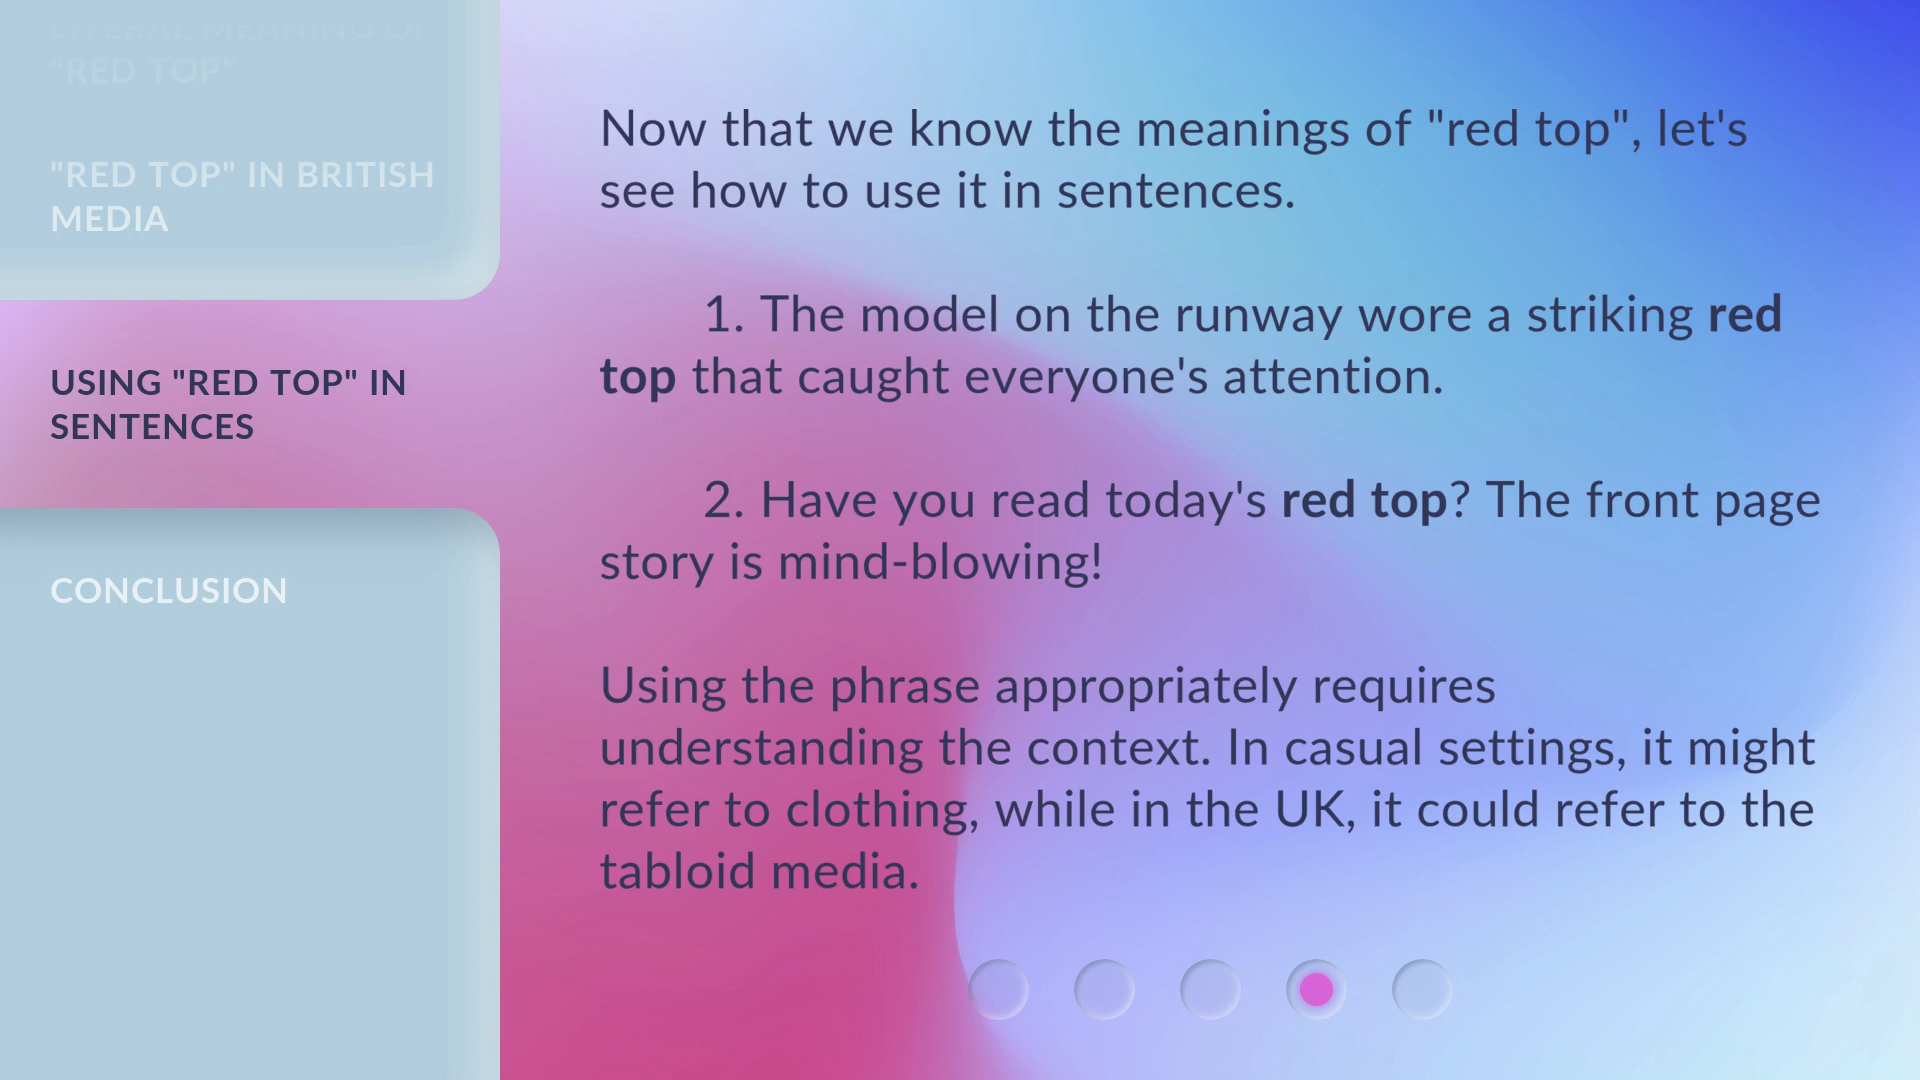 LITERAL MEANING OF
"RED TOP"
"RED TOP" IN BRITISH
MEDIA
USING "RED TOP" IN
SENTENCES
CONCLUSION
Now that we know the meanings of "red top", let's
see how to use it in sentences.
1. The model on the runway wore a striking red
top that caught everyone's attention.
2. Have you read today's red top? The front page
story is mind-blowing!
Using the phrase appropriately requires
understanding the context. In casual settings, it might
refer to clothing, while in the UK, it could refer to the
tabloid media.